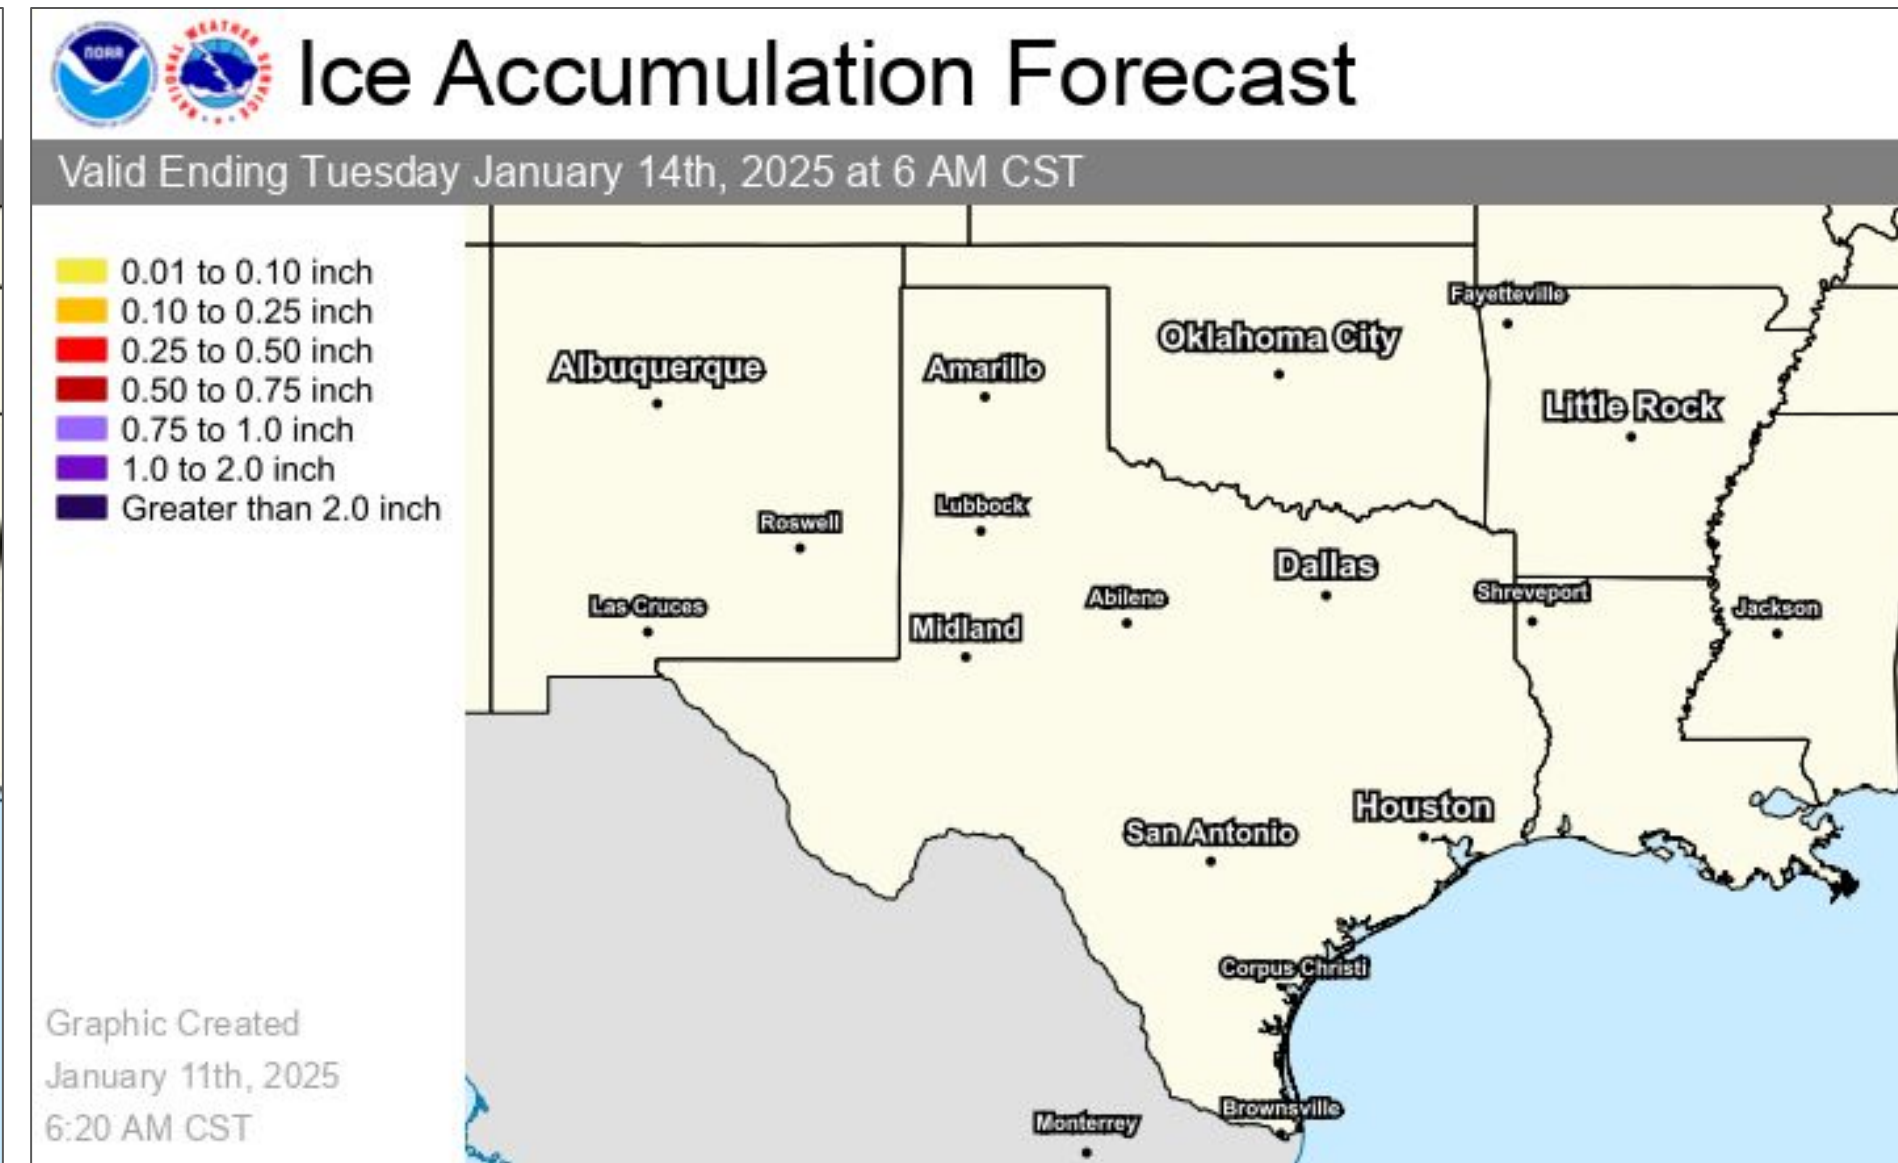 NOAA
NATIONAL WEATHER SERVICE
Ice Accumulation Forecast
Valid Ending Tuesday January 14th, 2025 at 6 AM CST
0.01 to 0.10 inch
0.10 to 0.25 inch
0.25 to 0.50 inch
0.50 to 0.75 inch
0.75 to 1.0 inch
1.0 to 2.0 inch
Greater than 2.0 inch
Fayetteville
Oklahoma City
Albuquerque
Amarillo
Little Rock
Lubbock
Roswell
Dallas
Shreveport
Abilene
Las Cruces
Jackson
Midland
Houston
San Antonio
Corpus Christi
Brownsville
Monterrey
Graphic Created
January 11th, 2025
6:20 AM CST